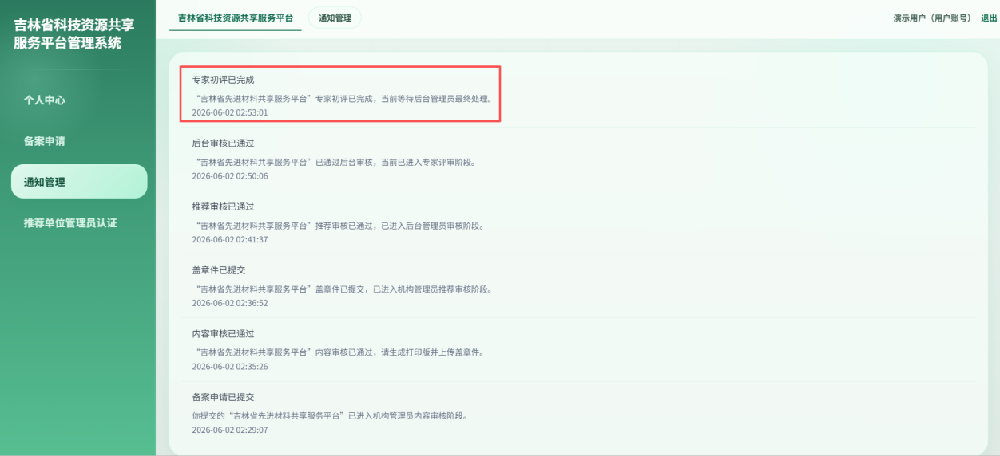 吉林省科技资源共享
服务平台管理系统
个人中心
备案申请
通知管理
推荐单位管理员认证
吉林省科技资源共享服务平台
通知管理
演示用户（用户账号）
退出
专家初评已完成
“吉林省先进材料共享服务平台”专家初评已完成，当前等待后台管理员最终处理。
2026-06-02 02:53:01
后台审核已通过
“吉林省先进材料共享服务平台”已通过后台审核，当前已进入专家评审阶段。
2026-06-02 02:50:06
推荐审核已通过
“吉林省先进材料共享服务平台”推荐审核已通过，已进入后台管理员审核阶段。
2026-06-02 02:41:37
盖章件已提交
“吉林省先进材料共享服务平台”盖章件已提交，已进入机构管理员推荐审核阶段。
2026-06-02 02:36:52
内容审核已通过
“吉林省先进材料共享服务平台”内容审核已通过，请生成打印版并上传盖章件。
2026-06-02 02:35:26
备案申请已提交
你提交的“吉林省先进材料共享服务平台”已进入机构管理员内容审核阶段。
2026-06-02 02:29:07